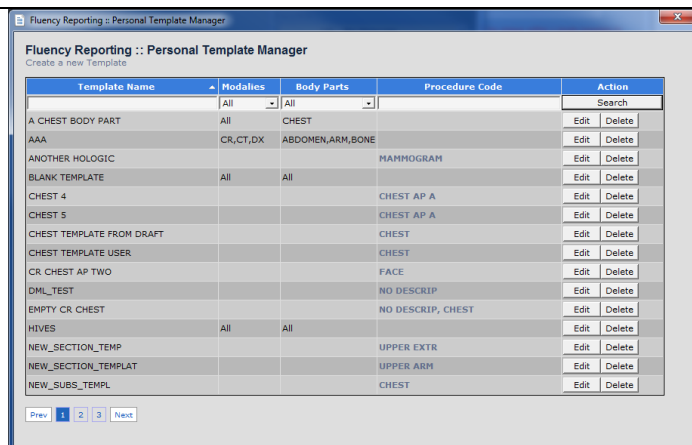 Fluency Reporting :: Personal Template Manager
Fluency Reporting :: Personal Template Manager
Create a new Template
Template Name Modalies Body Parts Procedure Code Action
All All Search
A CHEST BODY PART All CHEST Edit Delete
AAA CR,CT,DX ABDOMEN,ARM,BONE Edit Delete
ANOTHER HOLOGIC MAMMOGRAM Edit Delete
BLANK TEMPLATE All All Edit Delete
CHEST 4 CHEST AP A Edit Delete
CHEST 5 CHEST AP A Edit Delete
CHEST TEMPLATE FROM DRAFT CHEST Edit Delete
CHEST TEMPLATE USER CHEST Edit Delete
CR CHEST AP TWO FACE Edit Delete
DML_TEST NO DESCRIP Edit Delete
EMPTY CR CHEST NO DESCRIP, CHEST Edit Delete
HIVES All All Edit Delete
NEW_SECTION_TEMP UPPER EXTR Edit Delete
NEW_SECTION_TEMPLAT UPPER ARM Edit Delete
NEW_SUBS_TEMPL CHEST Edit Delete
Prev 1 2 3 Next